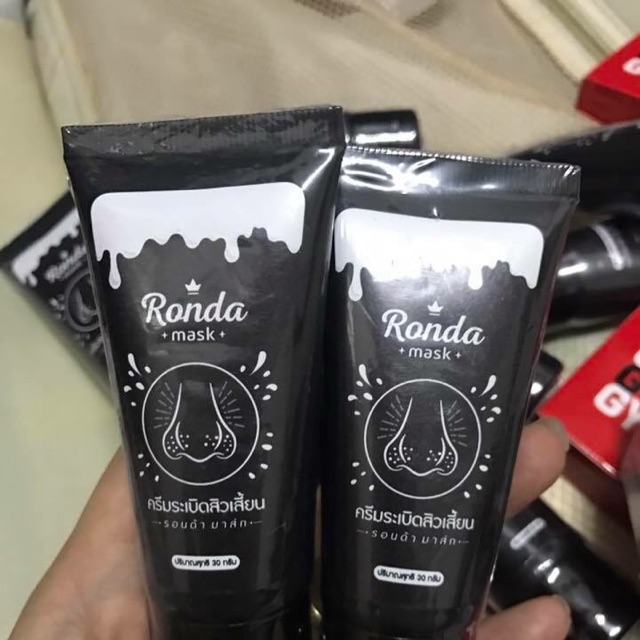 Ronda
mask
ครีมระเบิดสิวเสี้ยน
รอนด้า มาส์ก
ปริมาณสุทธิ 30 กรัม
Ronda
mask
ครีมระเบิดสิวเสี้ยน
รอนด้า มาส์ก
ปริมาณสุทธิ 30 กรัม
Ronda
mask
G
GY